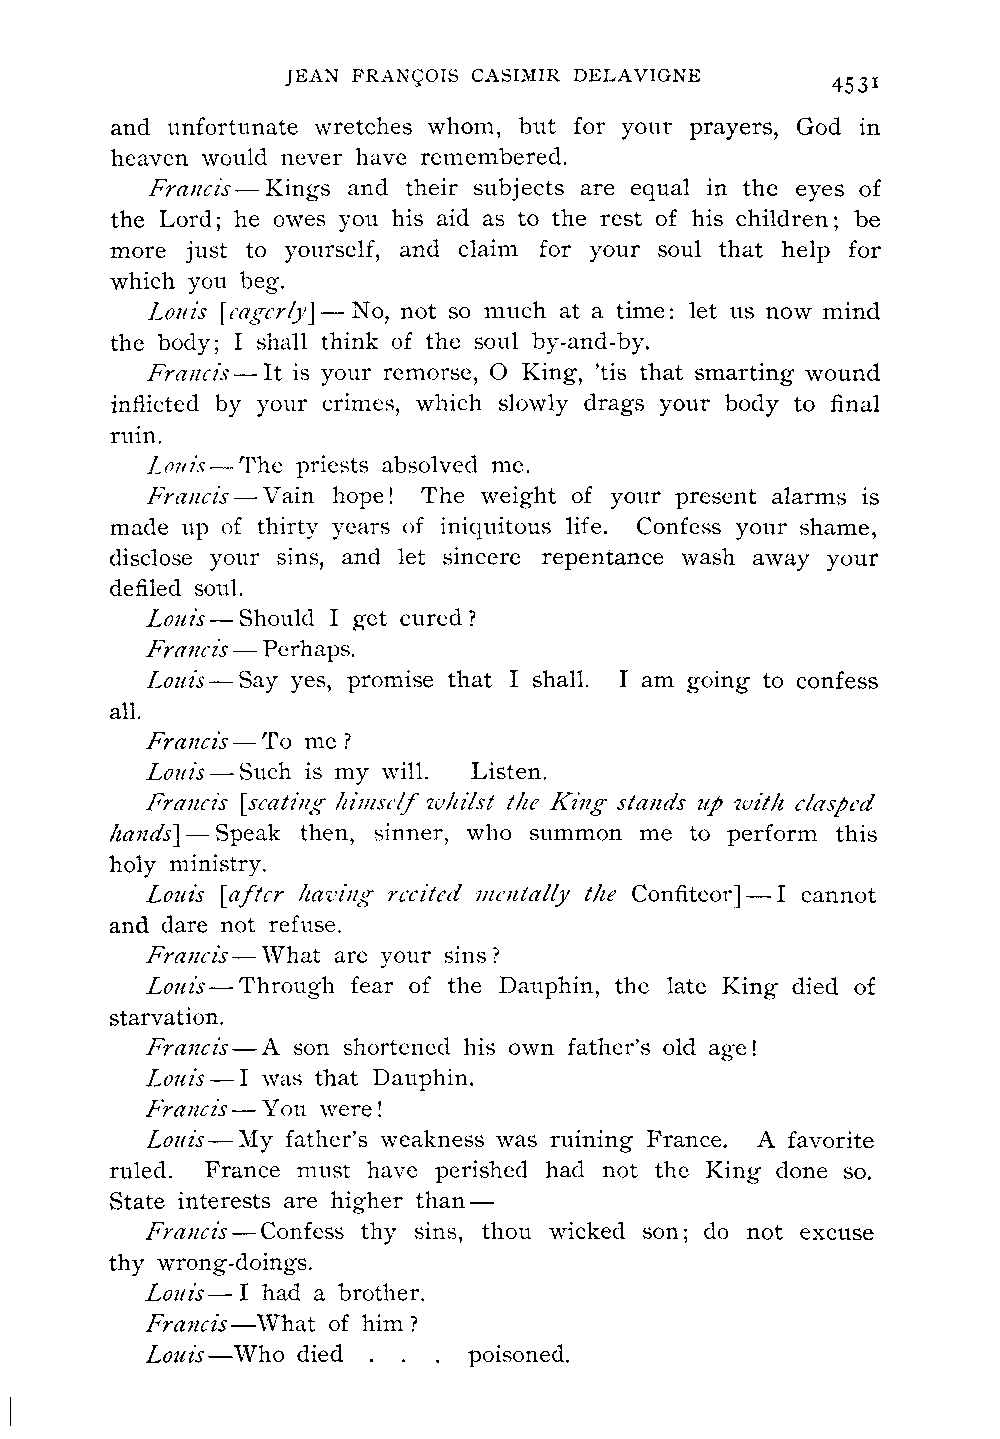 JEAN FRANÇOIS CASIMIR DELAVIGNE
4531
and unfortunate wretches whom, but for your prayers, God in
heaven would never have remembered.
Francis—Kings and their subjects are equal in the eyes of
the Lord; he owes you his aid as to the rest of his children; be
more just to yourself, and claim for your soul that help for
which you beg.
Louis [eagerly]—No, not so much at a time: let us now mind
the body; I shall think of the soul by-and-by.
Francis—It is your remorse, O King, 'tis that smarting wound
inflicted by your crimes, which slowly drags your body to final
ruin.
Louis—The priests absolved me.
Francis—Vain hope! The weight of your present alarms is
made up of thirty years of iniquitous life. Confess your shame,
disclose your sins, and let sincere repentance wash away your
defiled soul.
Louis—Should I get cured?
Francis—Perhaps.
Louis—Say yes, promise that I shall. I am going to confess
all.
Francis—To me?
Louis—Such is my will. Listen.
Francis [seating himself whilst the King stands up with clasped
hands]—Speak then, sinner, who summon me to perform this
holy ministry.
Louis [after having recited mentally the Confiteor]—I cannot
and dare not refuse.
Francis—What are your sins?
Louis—Through fear of the Dauphin, the late King died of
starvation.
Francis—A son shortened his own father's old age!
Louis—I was that Dauphin.
Francis—You were!
Louis—My father's weakness was ruining France. A favorite
ruled. France must have perished had not the King done so.
State interests are higher than—
Francis—Confess thy sins, thou wicked son; do not excuse
thy wrong-doings.
Louis—I had a brother.
Francis—What of him?
Louis—Who died . . . poisoned.